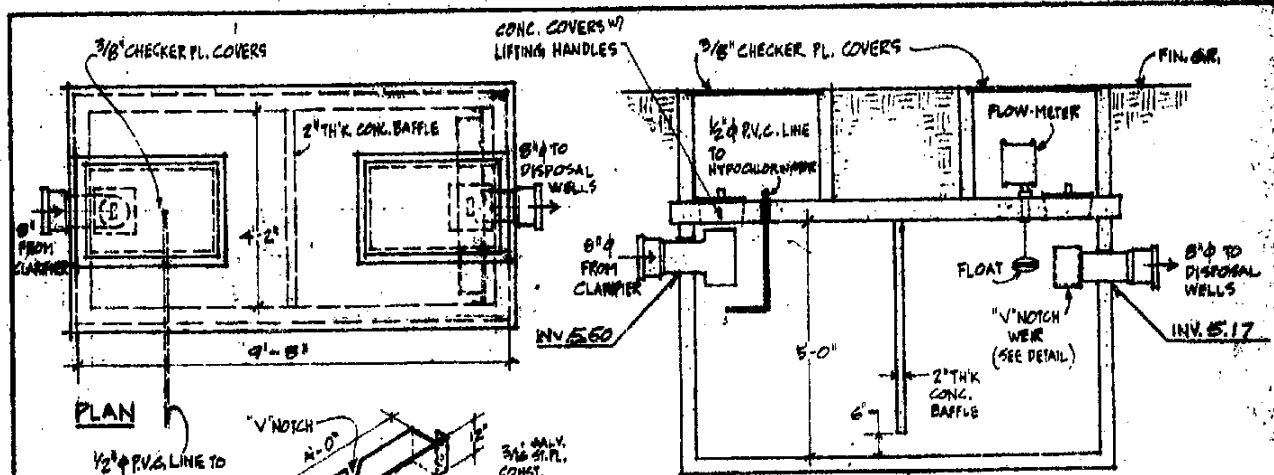 3/8" CHECKER PL. COVERS
2" TH'K. CONC. BAFFLE
8"φ TO
DISPOSAL
WELLS
8"φ
FROM
CLARIFIER
4'-2"
9'-8"
PLAN
1/2"φ P.V.C. LINE TO
"V" NOTCH
4'-0"
12"
3/16" GALV.
ST. PL.
CONST.
CONC. COVERS W/
LIFTING HANDLES
3/8" CHECKER PL. COVERS
FIN. GR.
1/2"φ P.V.C. LINE
TO
HYPOCHLORINATOR
FLOW-METER
8"φ
FROM
CLARIFIER
INV. 5.60
FLOAT
8"φ TO
DISPOSAL
WELLS
"V" NOTCH
WEIR
(SEE DETAIL)
INV. 5.17
5'-0"
2" TH'K
CONC.
BAFFLE
6"